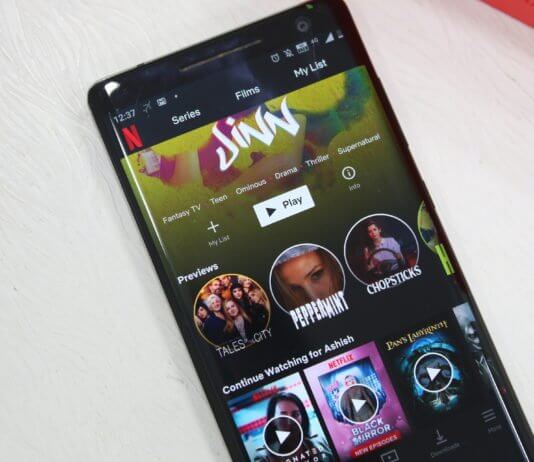 12:37
4G
N
Series
Films
My List
JINN
Fantasy TV • Teen • Ominous • Drama • Thriller • Supernatural
My List
Play
Info
Previews
TALES OF THE CITY
PEPPERMINT
CHOPSTICKS
Continue Watching for Ashish
NETFLIX
BLACK MIRROR
NEW EPISODES
PAN'S LABYRINTH
Downloads
More